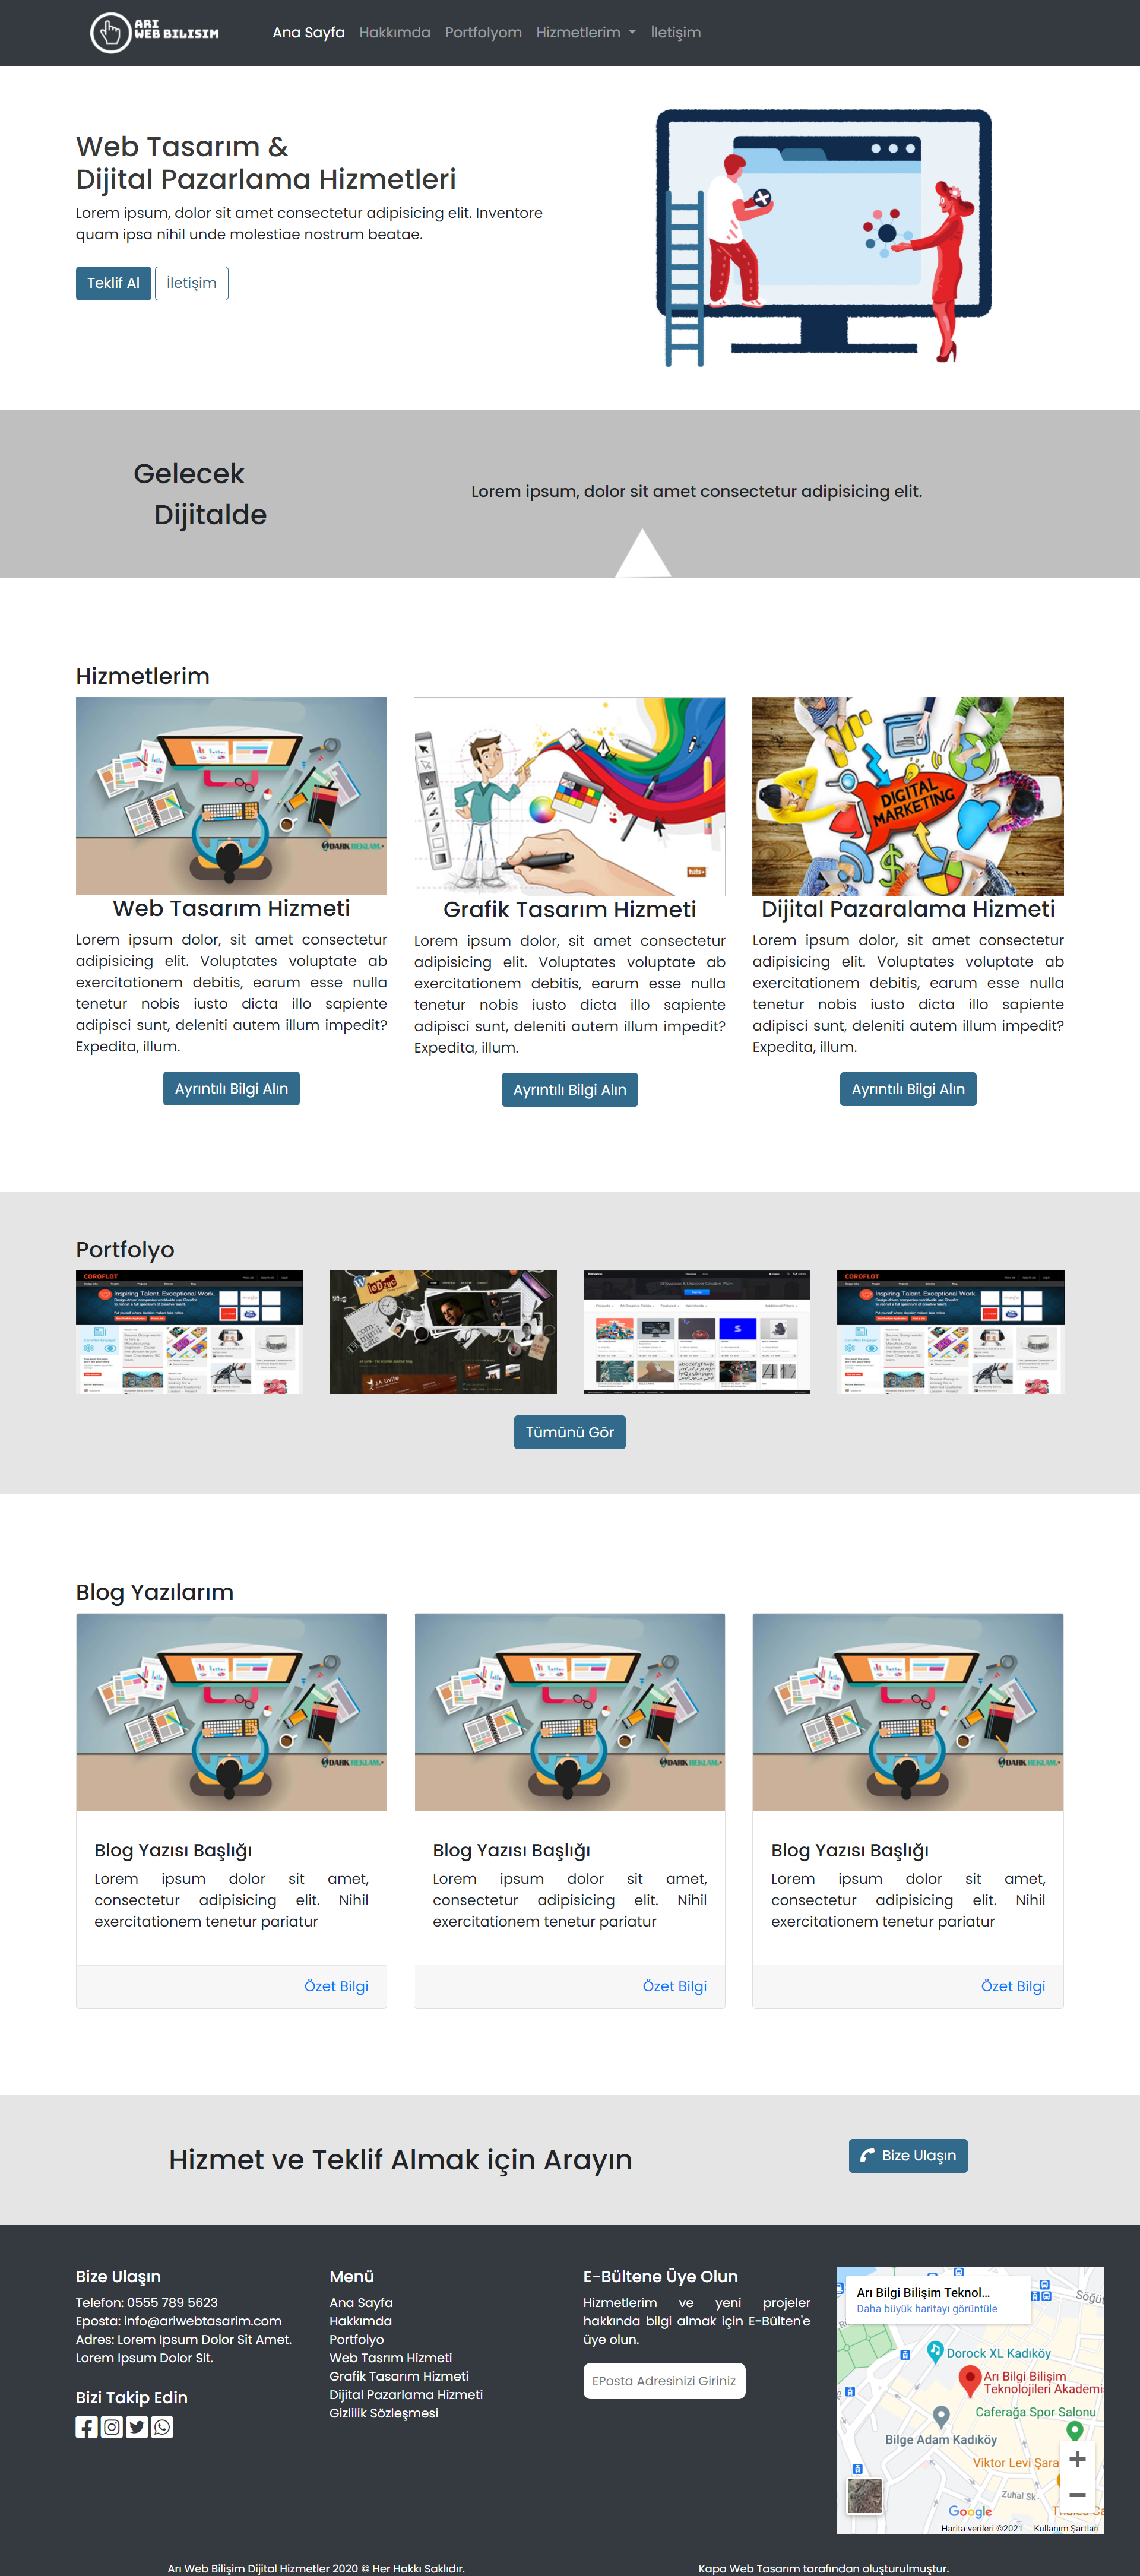 ARI
WEB BILISIM
Ana Sayfa Hakkımda Portfolyom Hizmetlerim İletişim
Web Tasarım &
Dijital Pazarlama Hizmetleri
Lorem ipsum, dolor sit amet consectetur adipisicing elit. Inventore
quam ipsa nihil unde molestiae nostrum beatae.
Teklif Al İletişim
Gelecek
Dijitalde
Lorem ipsum, dolor sit amet consectetur adipisicing elit.
Hizmetlerim
DARK REKLAM
tuts+
DIGITAL
MARKETING
Web Tasarım Hizmeti
Lorem ipsum dolor, sit amet consectetur
adipisicing elit. Voluptates voluptate ab
exercitationem debitis, earum esse nulla
tenetur nobis iusto dicta illo sapiente
adipisci sunt, deleniti autem illum impedit?
Expedita, illum.
Ayrıntılı Bilgi Alın
Grafik Tasarım Hizmeti
Lorem ipsum dolor, sit amet consectetur
adipisicing elit. Voluptates voluptate ab
exercitationem debitis, earum esse nulla
tenetur nobis iusto dicta illo sapiente
adipisci sunt, deleniti autem illum impedit?
Expedita, illum.
Ayrıntılı Bilgi Alın
Dijital Pazaralama Hizmeti
Lorem ipsum dolor, sit amet consectetur
adipisicing elit. Voluptates voluptate ab
exercitationem debitis, earum esse nulla
tenetur nobis iusto dicta illo sapiente
adipisci sunt, deleniti autem illum impedit?
Expedita, illum.
Ayrıntılı Bilgi Alın
Portfolyo
COROFLOT
Inspiring Talent. Exceptional Work.
JA Uvite
COROFLOT
Inspiring Talent. Exceptional Work.
Tümünü Gör
Blog Yazılarım
DARK REKLAM
DARK REKLAM
DARK REKLAM
Blog Yazısı Başlığı
Lorem ipsum dolor sit amet,
consectetur adipisicing elit. Nihil
exercitationem tenetur pariatur
Özet Bilgi
Blog Yazısı Başlığı
Lorem ipsum dolor sit amet,
consectetur adipisicing elit. Nihil
exercitationem tenetur pariatur
Özet Bilgi
Blog Yazısı Başlığı
Lorem ipsum dolor sit amet,
consectetur adipisicing elit. Nihil
exercitationem tenetur pariatur
Özet Bilgi
Hizmet ve Teklif Almak için Arayın
Bize Ulaşın
Bize Ulaşın
Telefon: 0555 789 5623
Eposta: info@ariwebtasarim.com
Adres: Lorem Ipsum Dolor Sit Amet.
Lorem Ipsum Dolor Sit.
Bizi Takip Edin
Menü
Ana Sayfa
Hakkımda
Portfolyo
Web Tasrım Hizmeti
Grafik Tasarım Hizmeti
Dijital Pazarlama Hizmeti
Gizlilik Sözleşmesi
E-Bültene Üye Olun
Hizmetlerim ve yeni projeler
hakkında bilgi almak için E-Bülten'e
üye olun.
EPosta Adresinizi Giriniz
Arı Bilgi Bilişim Teknol...
Daha büyük haritayı görüntüle
Söğüt
Dorock XL Kadıköy
Arı Bilgi Bilişim
Teknolojileri Akademis
Caferağa Spor Salonu
Bilge Adam Kadıköy
Viktor Levi Şara
Zuhal Sk.
Google
Harita verileri ©2021 Kullanım Şartları
Arı Web Bilişim Dijital Hizmetler 2020 © Her Hakkı Saklıdır.
Kapa Web Tasarım tarafından oluşturulmuştur.